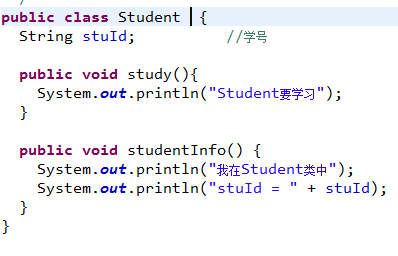 public class Student {
String stuId; //学号
public void study(){
System.out.println("Student要学习");
}
public void studentInfo() {
System.out.println("我在Student类中");
System.out.println("stuId = " + stuId);
}
}